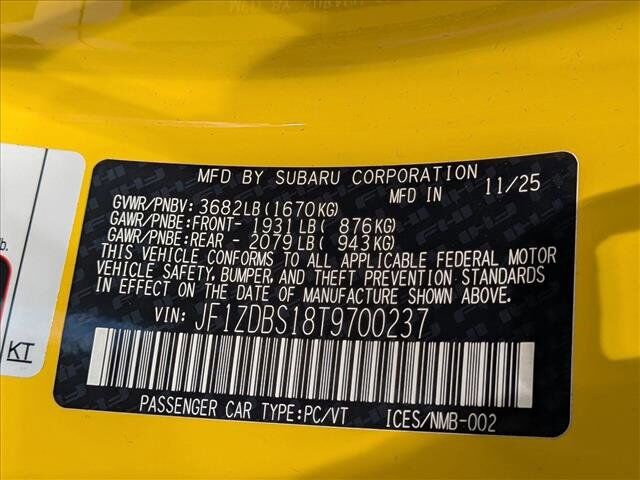 MFD BY SUBARU CORPORATION
MFD IN 11/25
GVWR/PNBV: 3682LB(1670KG)
GAWR/PNBE:FRONT- 1931LB( 876KG)
GAWR/PNBE:REAR - 2079LB( 943KG)
THIS VEHICLE CONFORMS TO ALL APPLICABLE FEDERAL MOTOR
VEHICLE SAFETY, BUMPER, AND THEFT PREVENTION STANDARDS
IN EFFECT ON THE DATE OF MANUFACTURE SHOWN ABOVE.
VIN: JF1ZDBS18T9700237
PASSENGER CAR TYPE:PC/VT ICES/NMB-002
b.
KT